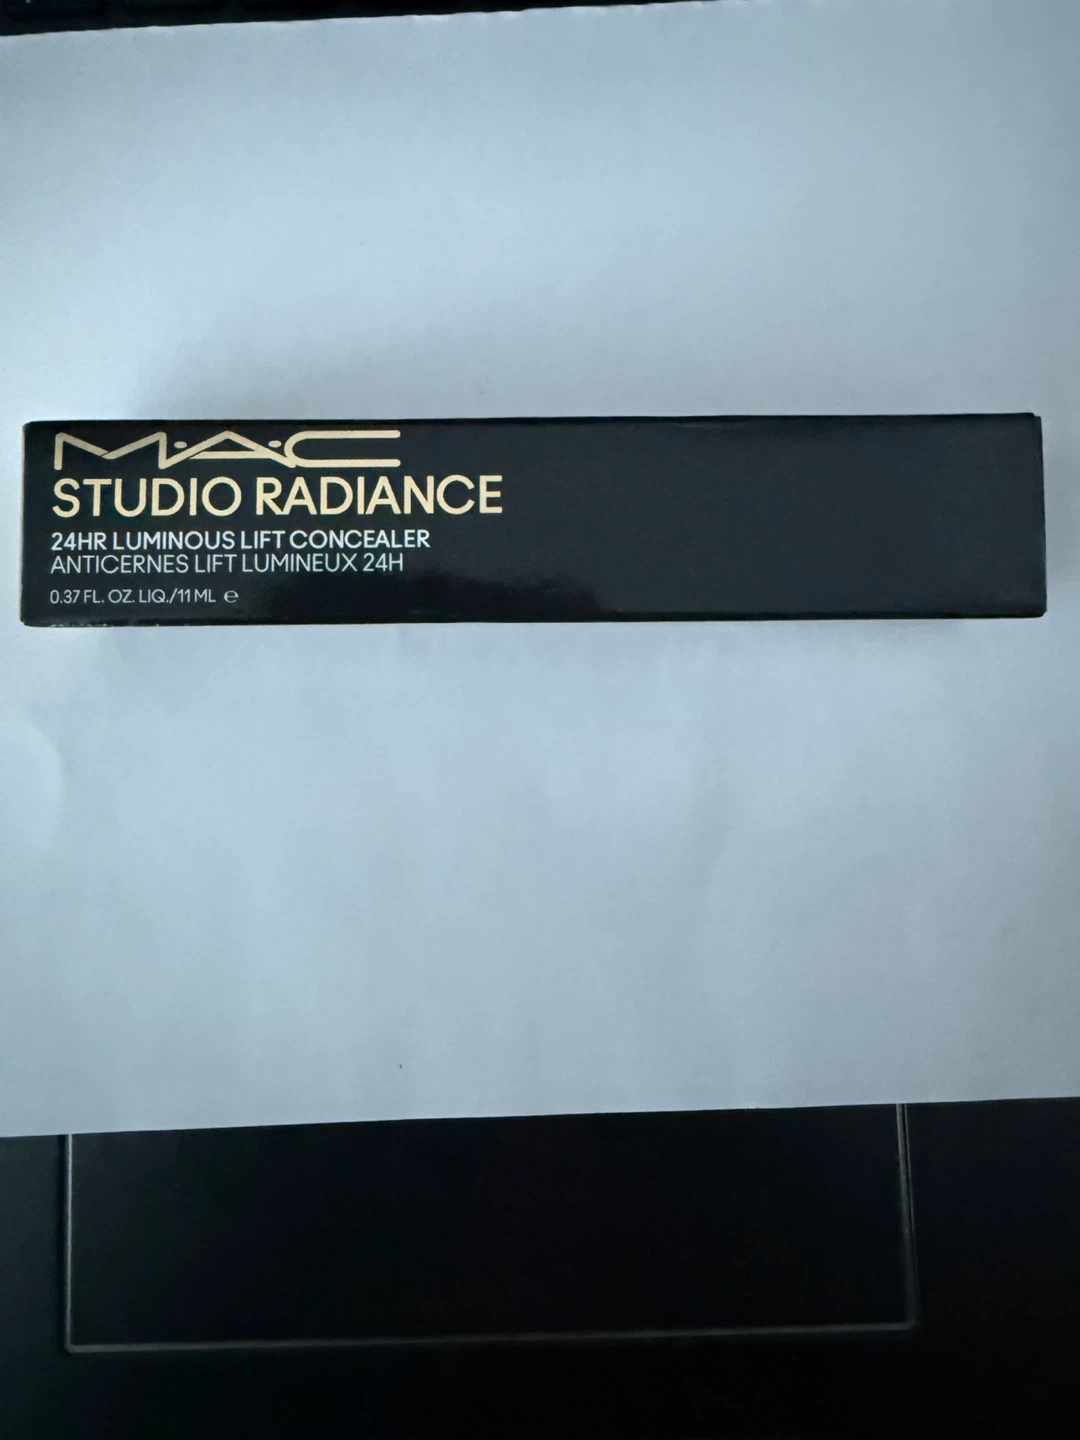 M·A·C
STUDIO RADIANCE
24HR LUMINOUS LIFT CONCEALER
ANTICERNES LIFT LUMINEUX 24H
0.37 FL. OZ. LIQ./11 ML ℮